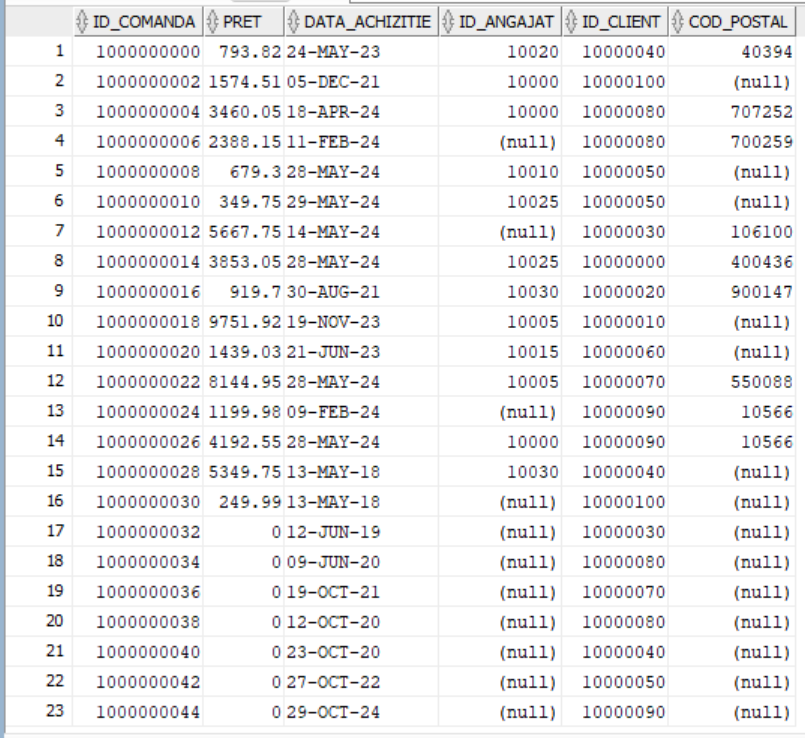 ID_COMANDA PRET DATA_ACHIZITIE ID_ANGAJAT ID_CLIENT COD_POSTAL
1 1000000000 793.82 24-MAY-23 10020 10000040 40394
2 1000000002 1574.51 05-DEC-21 10000 10000100 (null)
3 1000000004 3460.05 18-APR-24 10000 10000080 707252
4 1000000006 2388.15 11-FEB-24 (null) 10000080 700259
5 1000000008 679.3 28-MAY-24 10010 10000050 (null)
6 1000000010 349.75 29-MAY-24 10025 10000050 (null)
7 1000000012 5667.75 14-MAY-24 (null) 10000030 106100
8 1000000014 3853.05 28-MAY-24 10025 10000000 400436
9 1000000016 919.7 30-AUG-21 10030 10000020 900147
10 1000000018 9751.92 19-NOV-23 10005 10000010 (null)
11 1000000020 1439.03 21-JUN-23 10015 10000060 (null)
12 1000000022 8144.95 28-MAY-24 10005 10000070 550088
13 1000000024 1199.98 09-FEB-24 (null) 10000090 10566
14 1000000026 4192.55 28-MAY-24 10000 10000090 10566
15 1000000028 5349.75 13-MAY-18 10030 10000040 (null)
16 1000000030 249.99 13-MAY-18 (null) 10000100 (null)
17 1000000032 0 12-JUN-19 (null) 10000030 (null)
18 1000000034 0 09-JUN-20 (null) 10000080 (null)
19 1000000036 0 19-OCT-21 (null) 10000070 (null)
20 1000000038 0 12-OCT-20 (null) 10000080 (null)
21 1000000040 0 23-OCT-20 (null) 10000040 (null)
22 1000000042 0 27-OCT-22 (null) 10000050 (null)
23 1000000044 0 29-OCT-24 (null) 10000090 (null)